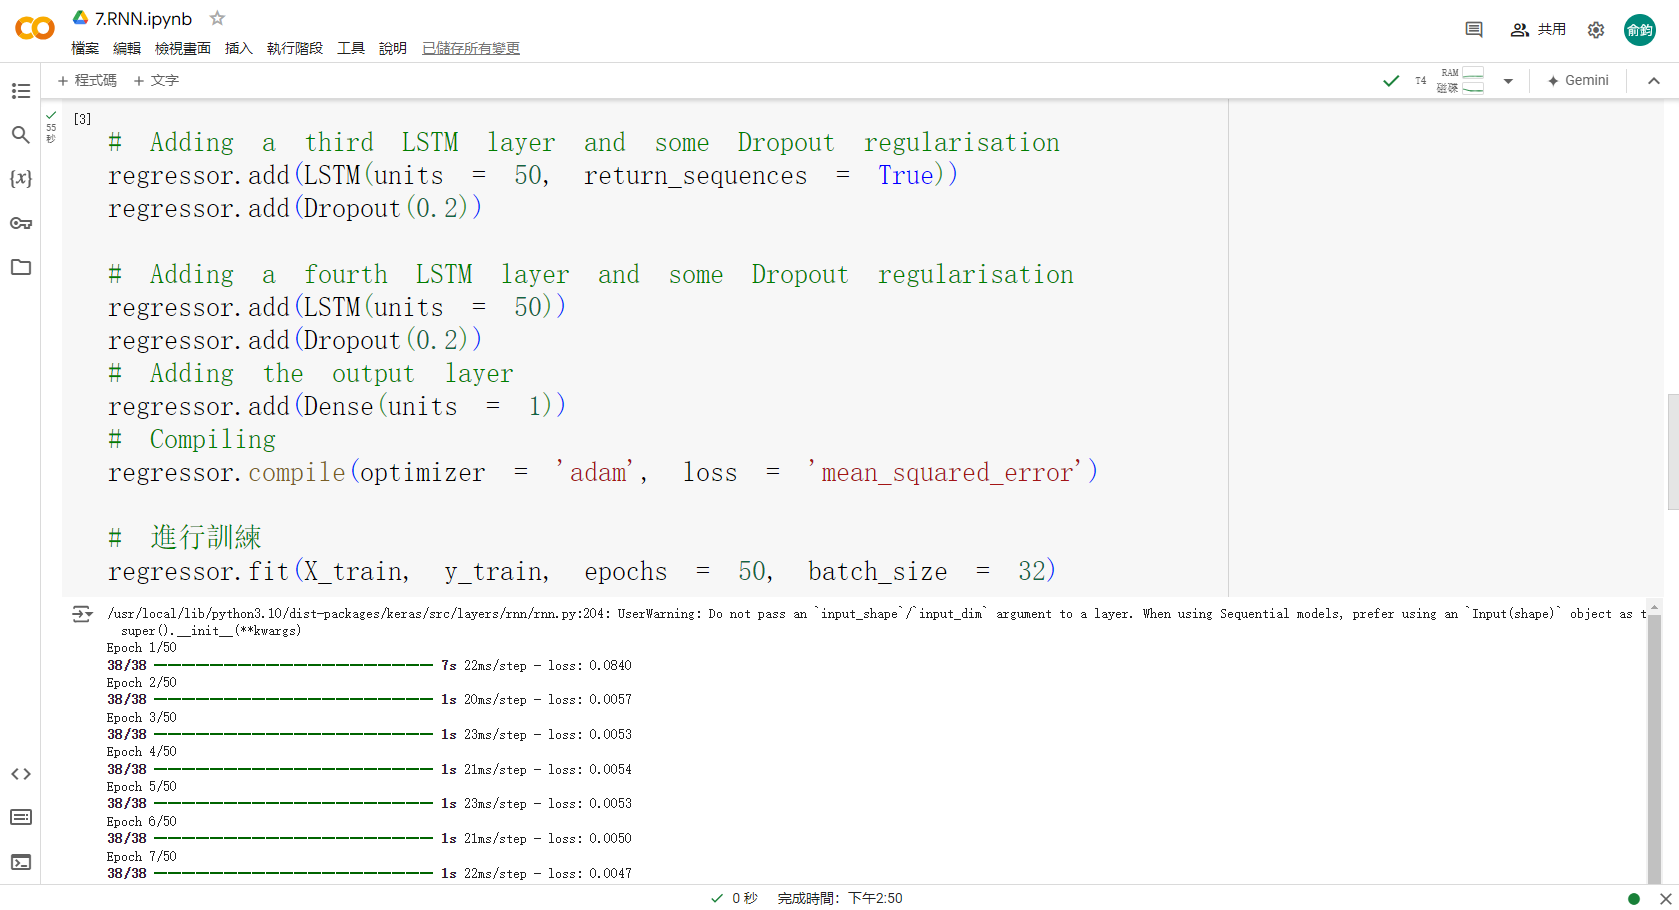 7.RNN.ipynb
檔案 編輯 檢視畫面 插入 執行階段 工具 說明 已儲存所有變更
共用
俞鈞
+ 程式碼 + 文字
T4 RAM 磁碟
Gemini
[3]
55 秒
# Adding a third LSTM layer and some Dropout regularisation
regressor.add(LSTM(units = 50, return_sequences = True))
regressor.add(Dropout(0.2))
# Adding a fourth LSTM layer and some Dropout regularisation
regressor.add(LSTM(units = 50))
regressor.add(Dropout(0.2))
# Adding the output layer
regressor.add(Dense(units = 1))
# Compiling
regressor.compile(optimizer = 'adam', loss = 'mean_squared_error')
# 進行訓練
regressor.fit(X_train, y_train, epochs = 50, batch_size = 32)
/usr/local/lib/python3.10/dist-packages/keras/src/layers/rnn/rnn.py:204: UserWarning: Do not pass an `input_shape`/`input_dim` argument to a layer. When using Sequential models, prefer using an `Input(shape)` object as t
super().__init__(**kwargs)
Epoch 1/50
38/38 7s 22ms/step - loss: 0.0840
Epoch 2/50
38/38 1s 20ms/step - loss: 0.0057
Epoch 3/50
38/38 1s 23ms/step - loss: 0.0053
Epoch 4/50
38/38 1s 21ms/step - loss: 0.0054
Epoch 5/50
38/38 1s 23ms/step - loss: 0.0053
Epoch 6/50
38/38 1s 21ms/step - loss: 0.0050
Epoch 7/50
38/38 1s 22ms/step - loss: 0.0047
0 秒 完成時間: 下午2:50